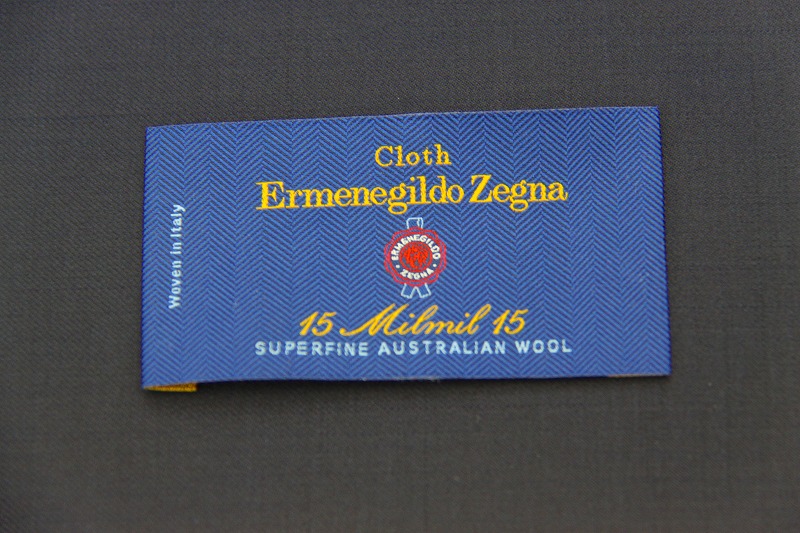 Cloth
Ermenegildo Zegna
ERMENEGILDO
ZEGNA
15 Milmil 15
SUPERFINE AUSTRALIAN WOOL
Woven in Italy